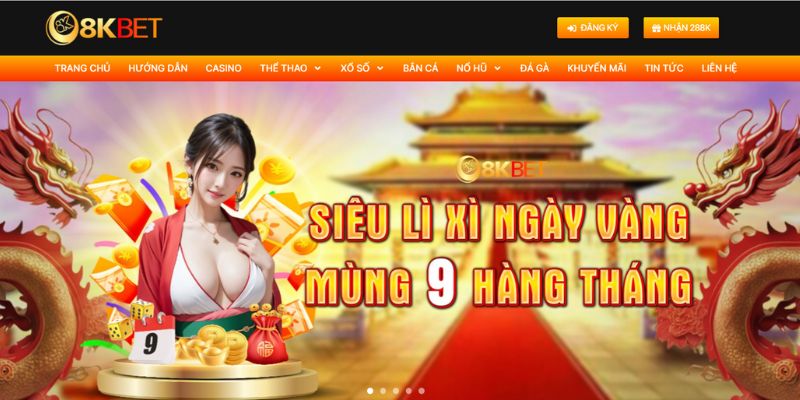 8KBET
ĐĂNG KÝ
NHẬN 288K
TRANG CHỦ HƯỚNG DẪN CASINO THỂ THAO XỔ SỐ BẮN CÁ NỔ HŨ ĐÁ GÀ KHUYẾN MÃI TIN TỨC LIÊN HỆ
8KBET
SIÊU LÌ XÌ NGÀY VÀNG
MÙNG 9 HÀNG THÁNG
9
福